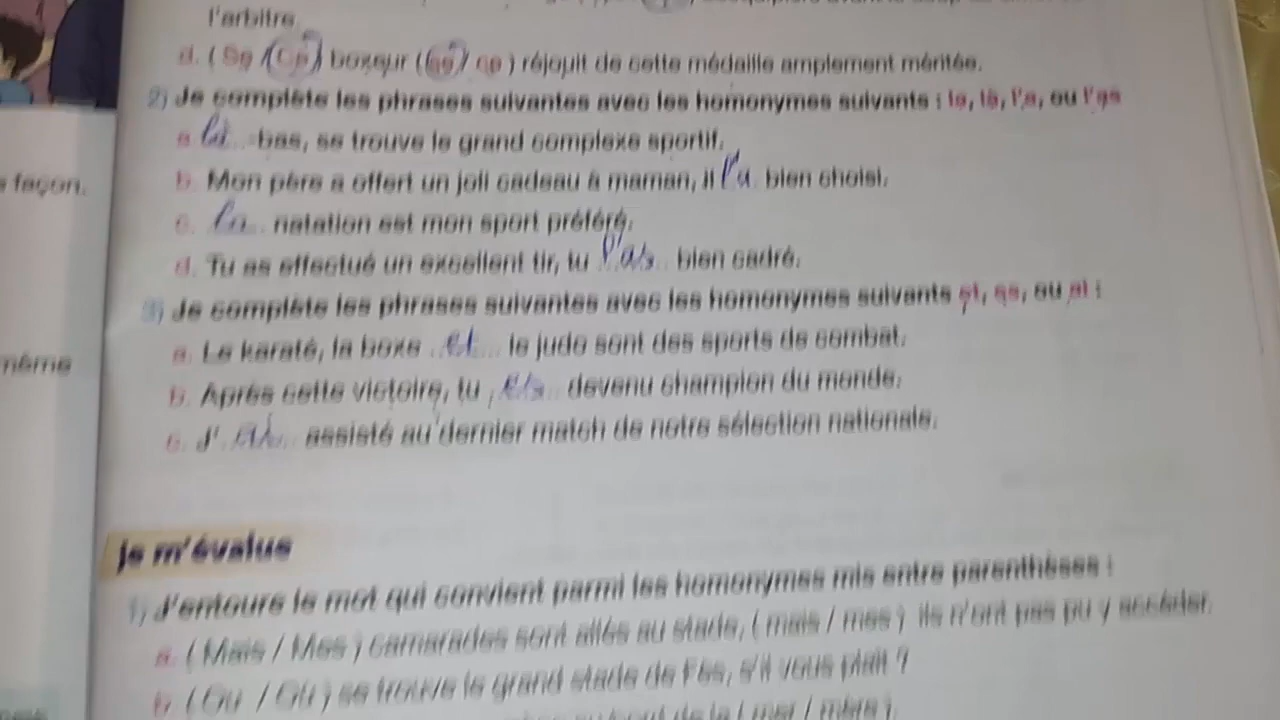 l'arbitre.
d. ( Se / Ce ) boxeur ( se / ce ) réjouit de cette médaille amplement méritée.
2) Je complète les phrases suivantes avec les homonymes suivants : la, là, l'a, ou l'as
a. là -bas, se trouve le grand complexe sportif.
e façon.
b. Mon père a offert un joli cadeau à maman, il l'a bien choisi.
c. la natation est mon sport préféré.
d. Tu as effectué un excellent tir, tu l'as bien cadré.
3) Je complète les phrases suivantes avec les homonymes suivants et, es, ou ai :
a. Le karaté, la boxe et le judo sont des sports de combat.
même
b. Après cette victoire, tu es devenu champion du monde.
c. J' ai assisté au dernier match de notre sélection nationale.
je m'évalue
1) J'entoure le mot qui convient parmi les homonymes mis entre parenthèses :
a. ( Mais / Mes ) camarades sont allés au stade, ( mais / mes ) ils n'ont pas pu y accéder.
b. ( Ou / Où ) se trouve le grand stade de Fès, s'il vous plaît ?